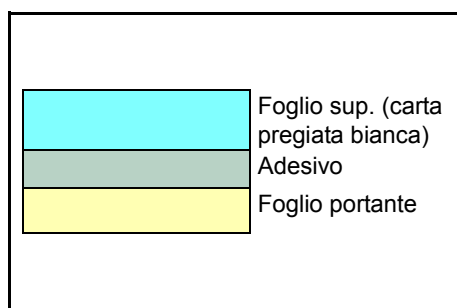 Foglio sup. (carta
pregiata bianca)
Adesivo
Foglio portante